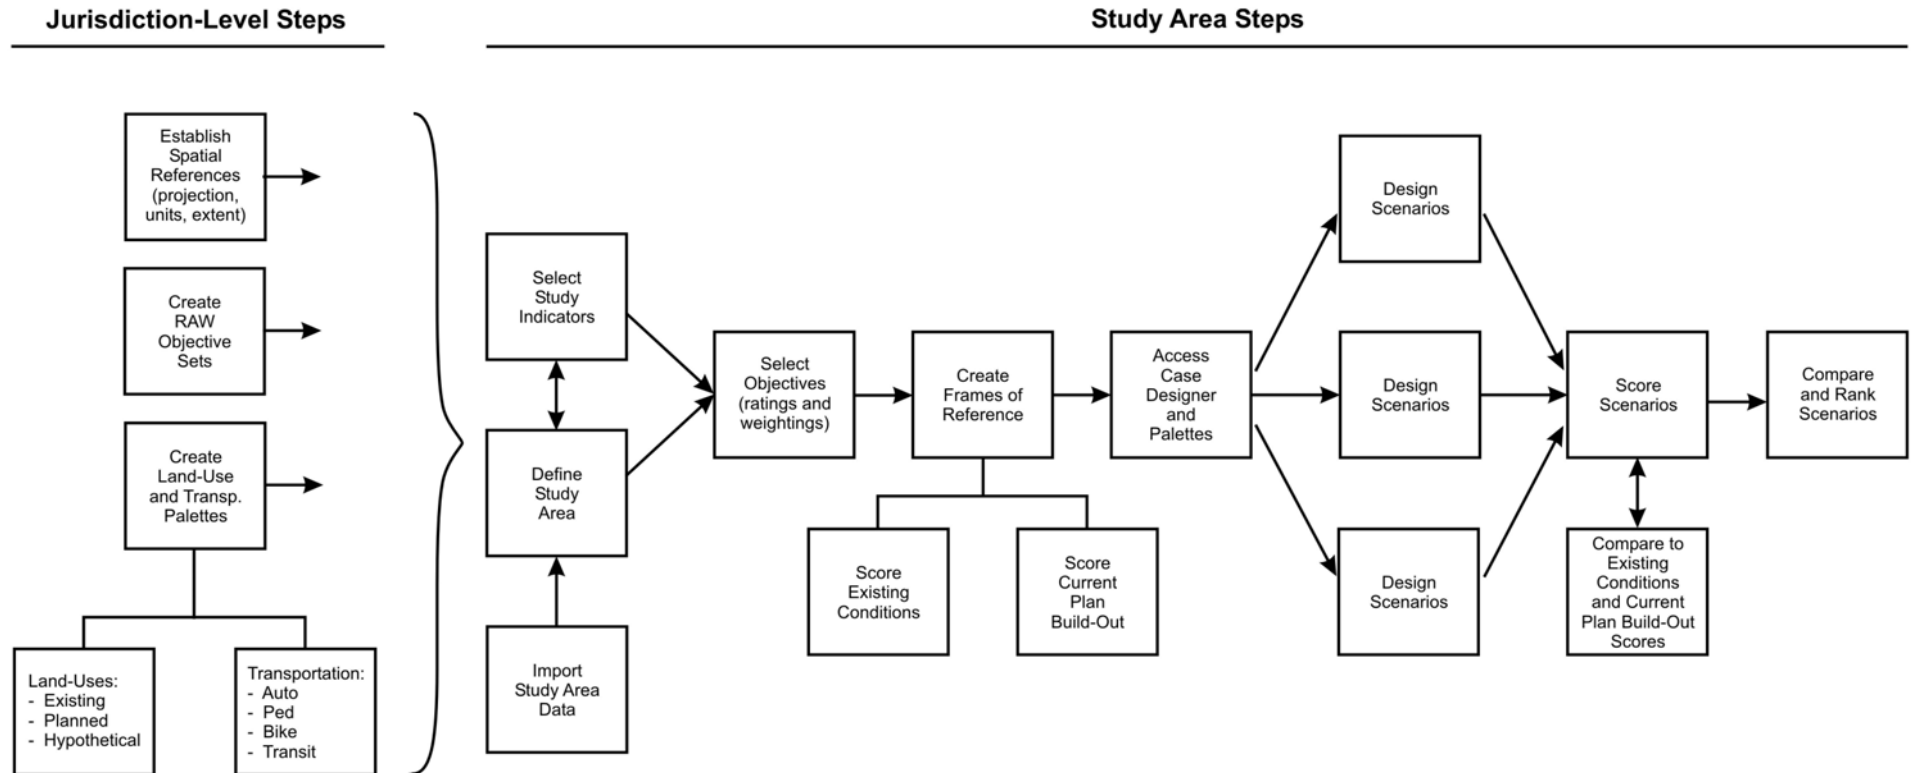 Jurisdiction-Level Steps
Study Area Steps
Establish
Spatial
References
(projection,
units, extent)
Create
RAW
Objective
Sets
Create
Land-Use
and Transp.
Palettes
Land-Uses:
- Existing
- Planned
- Hypothetical
Transportation:
- Auto
- Ped
- Bike
- Transit
Select
Study
Indicators
Define
Study
Area
Import
Study Area
Data
Select
Objectives
(ratings and
weightings)
Create
Frames of
Reference
Score
Existing
Conditions
Score
Current
Plan
Build-Out
Access
Case
Designer
and
Palettes
Design
Scenarios
Design
Scenarios
Design
Scenarios
Score
Scenarios
Compare to
Existing
Conditions
and Current
Plan Build-Out
Scores
Compare
and Rank
Scenarios